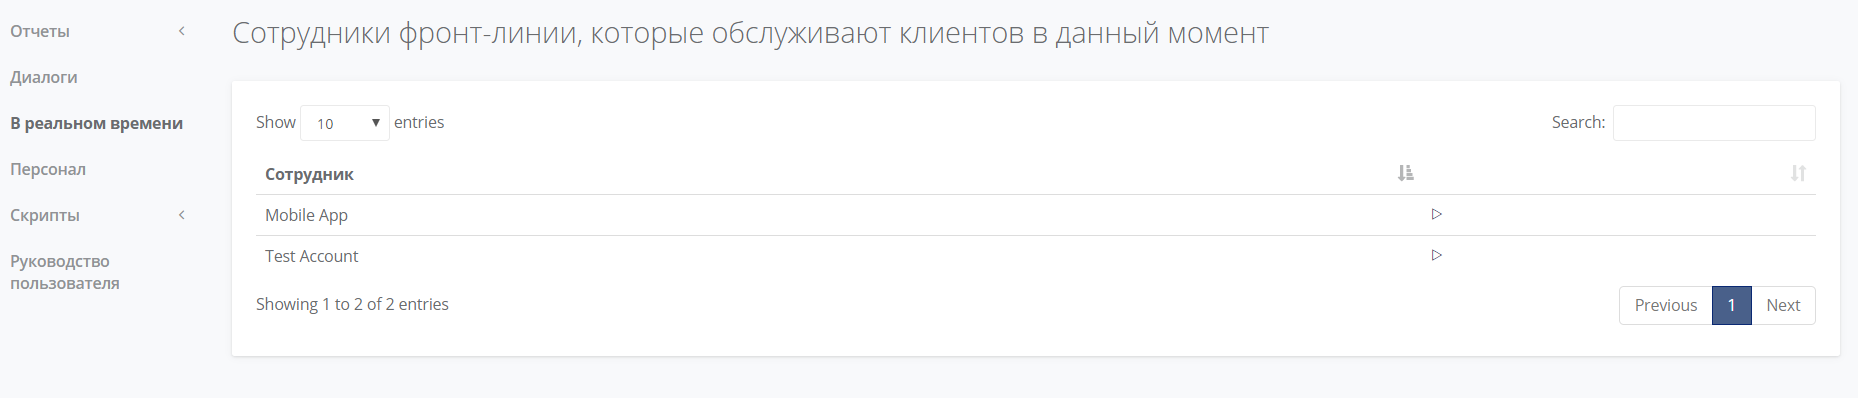 Отчеты
Диалоги
В реальном времени
Персонал
Скрипты
Руководство
пользователя
Сотрудники фронт-линии, которые обслуживают клиентов в данный момент
Show 10 entries
Search:
Сотрудник
Mobile App
Test Account
Showing 1 to 2 of 2 entries
Previous 1 Next